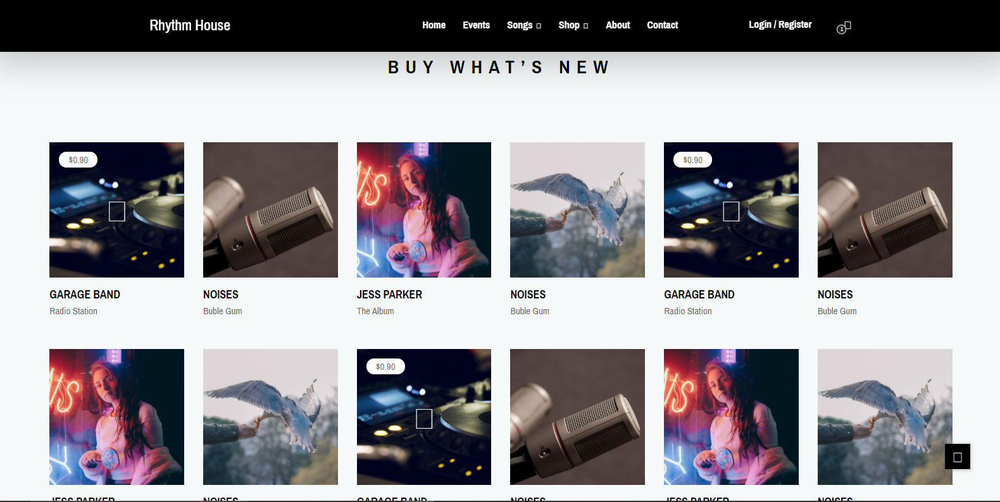 Rhythm House
Home Events Songs Shop About Contact
Login / Register
1
BUY WHAT’S NEW
$0.90
$0.90
GARAGE BAND
Radio Station
NOISES
Buble Gum
JESS PARKER
The Album
NOISES
Buble Gum
GARAGE BAND
Radio Station
NOISES
Buble Gum
$0.90
JESS PARKER
NOISES
GARAGE BAND
NOISES
JESS PARKER
NOISES